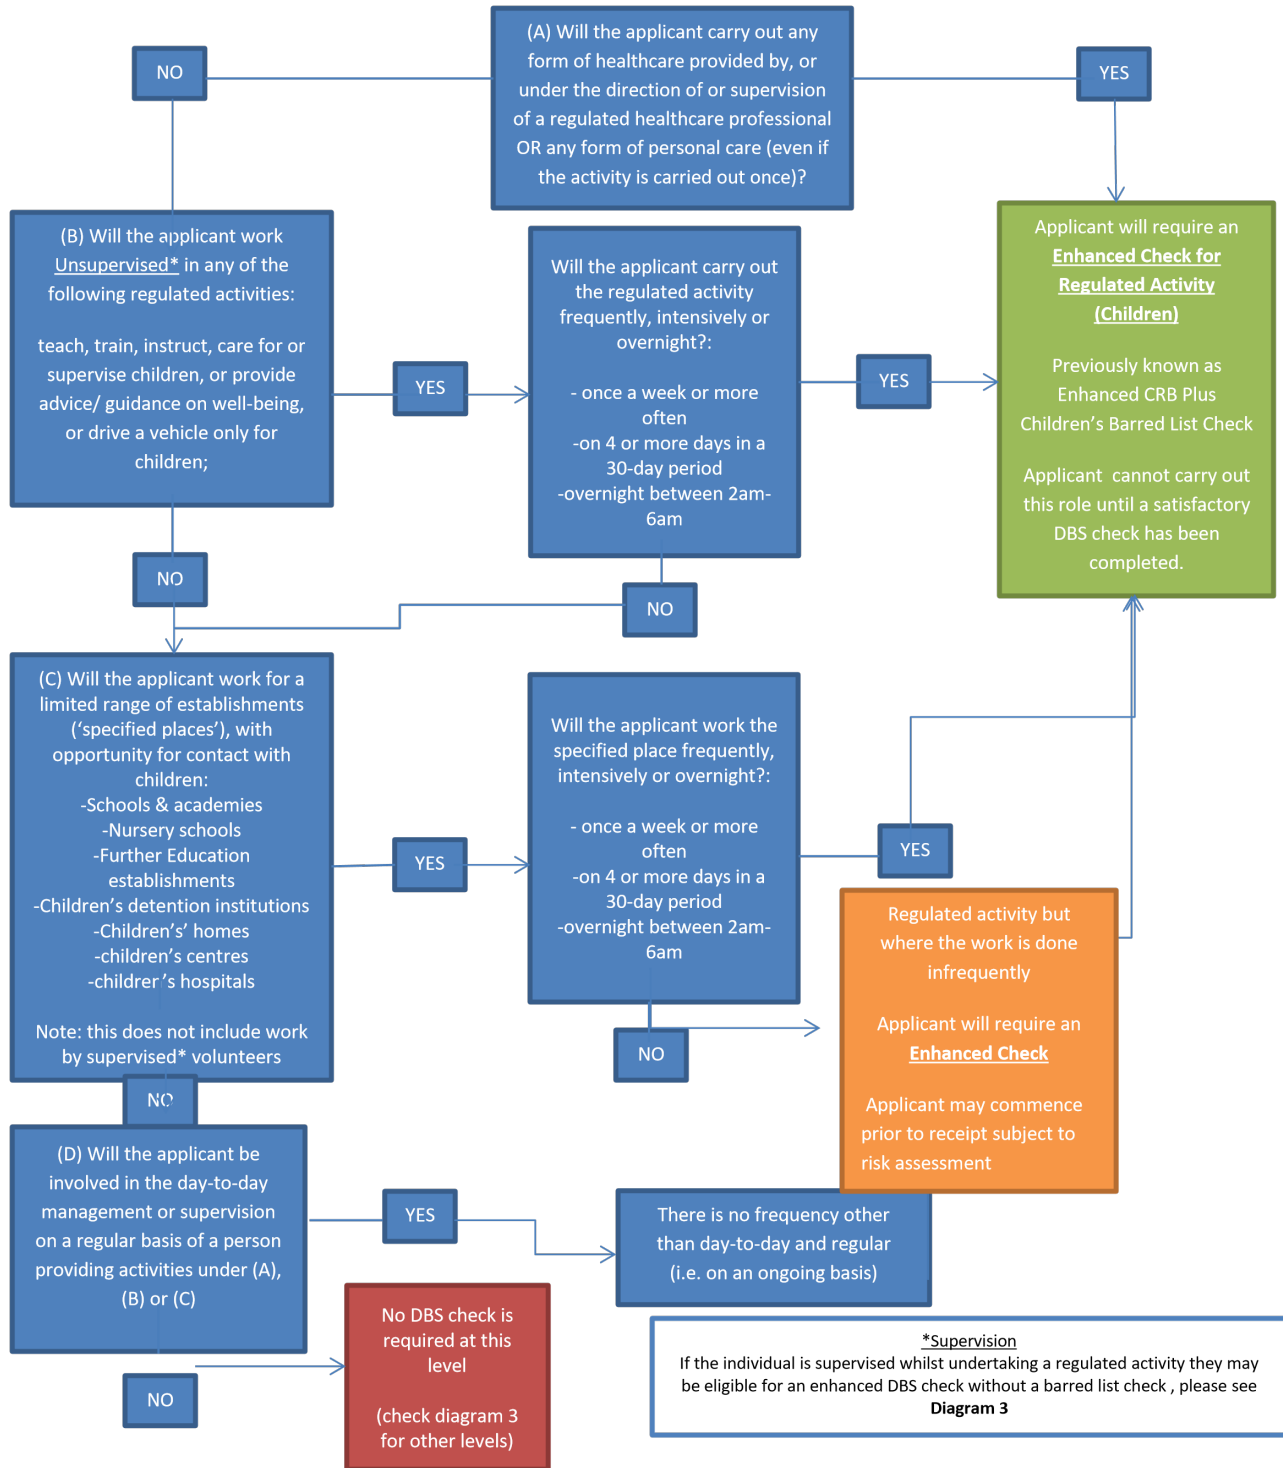 (A) Will the applicant carry out any
form of healthcare provided by, or
under the direction of or supervision
of a regulated healthcare professional
OR any form of personal care (even if
the activity is carried out once)?
NO
YES
(B) Will the applicant work
Unsupervised* in any of the
following regulated activities:
teach, train, instruct, care for or
supervise children, or provide
advice/ guidance on well-being,
or drive a vehicle only for
children;
YES
Will the applicant carry out
the regulated activity
frequently, intensively or
overnight?:
- once a week or more
often
-on 4 or more days in a
30-day period
-overnight between 2am-
6am
YES
Applicant will require an
Enhanced Check for
Regulated Activity
(Children)
Previously known as
Enhanced CRB Plus
Children's Barred List Check
Applicant  cannot carry out
this role until a satisfactory
DBS check has been
completed.
NO
NO
(C) Will the applicant work for a
limited range of establishments
('specified places'), with
opportunity for contact with
children:
-Schools & academies
-Nursery schools
-Further Education
establishments
-Children's detention institutions
-Children's' homes
-children's centres
-children's hospitals
Note: this does not include work
by supervised* volunteers
YES
Will the applicant work the
specified place frequently,
intensively or overnight?:
- once a week or more
often
-on 4 or more days in a
30-day period
-overnight between 2am-
6am
YES
NO
Regulated activity but
where the work is done
infrequently
Applicant will require an
Enhanced Check
Applicant may commence
prior to receipt subject to
risk assessment
NO
(D) Will the applicant be
involved in the day-to-day
management or supervision
on a regular basis of a person
providing activities under (A),
(B) or (C)
YES
There is no frequency other
than day-to-day and regular
(i.e. on an ongoing basis)
NO
No DBS check is
required at this
level
(check diagram 3
for other levels)
*Supervision
If the individual is supervised whilst undertaking a regulated activity they may
be eligible for an enhanced DBS check without a barred list check , please see
Diagram 3